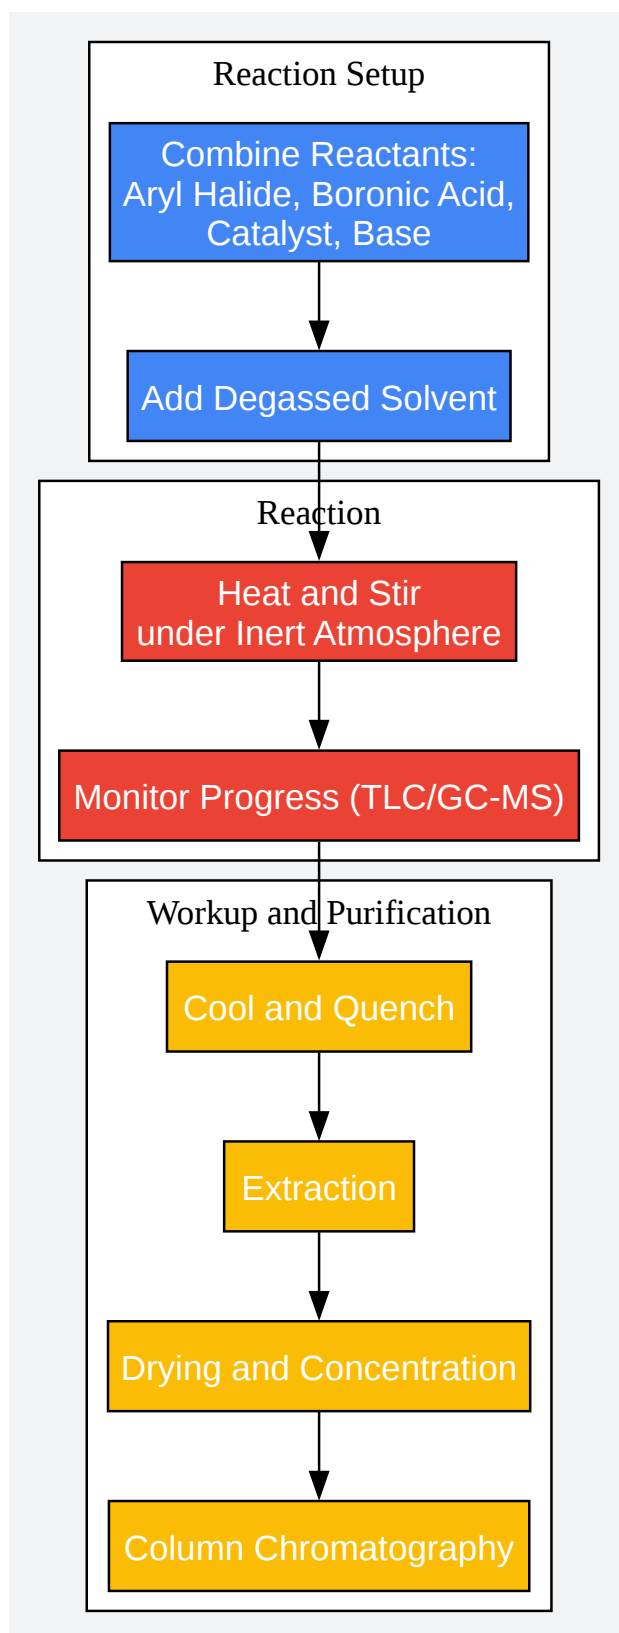 Reaction Setup
Combine Reactants:
Aryl Halide, Boronic Acid,
Catalyst, Base
Add Degassed Solvent
Reaction
Heat and Stir
under Inert Atmosphere
Monitor Progress (TLC/GC-MS)
Workup and Purification
Cool and Quench
Extraction
Drying and Concentration
Column Chromatography